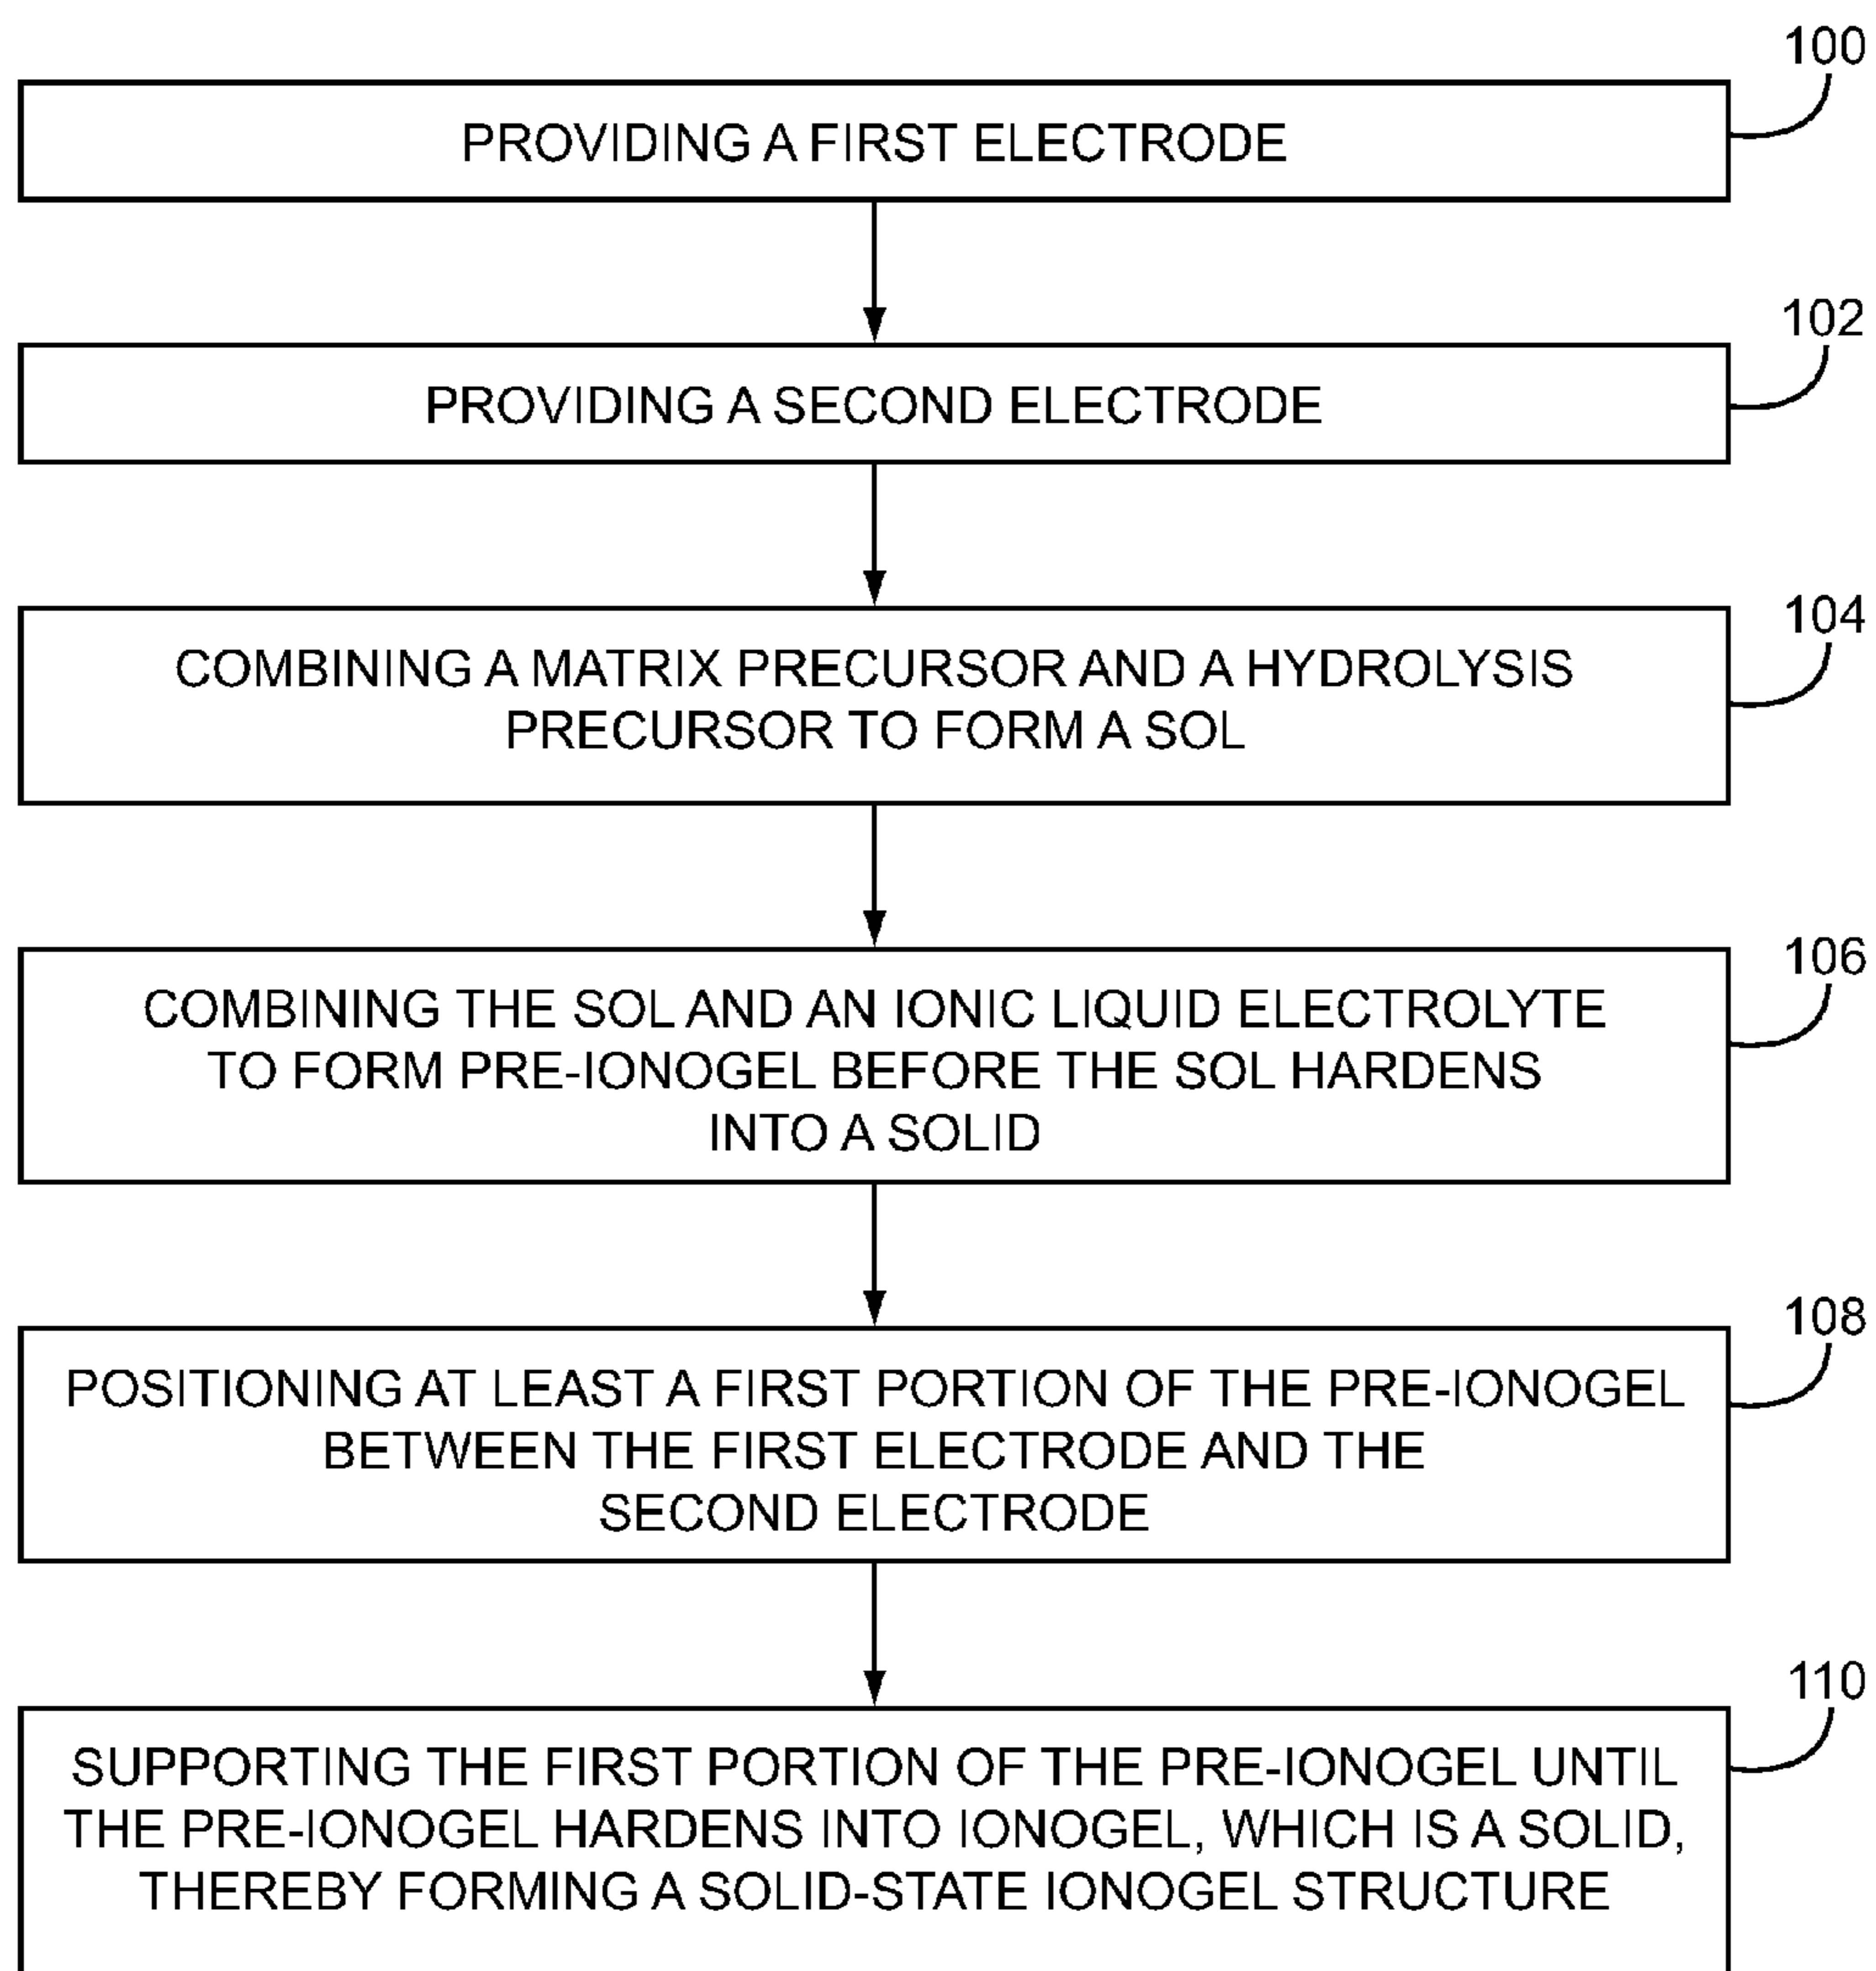 100
PROVIDING A FIRST ELECTRODE
102
PROVIDING A SECOND ELECTRODE
104
COMBINING A MATRIX PRECURSOR AND A HYDROLYSIS
PRECURSOR TO FORM A SOL
106
COMBINING THE SOL AND AN IONIC LIQUID ELECTROLYTE
TO FORM PRE-IONOGEL BEFORE THE SOL HARDENS
INTO A SOLID
108
POSITIONING AT LEAST A FIRST PORTION OF THE PRE-IONOGEL
BETWEEN THE FIRST ELECTRODE AND THE
SECOND ELECTRODE
110
SUPPORTING THE FIRST PORTION OF THE PRE-IONOGEL UNTIL
THE PRE-IONOGEL HARDENS INTO IONOGEL, WHICH IS A SOLID,
THEREBY FORMING A SOLID-STATE IONOGEL STRUCTURE